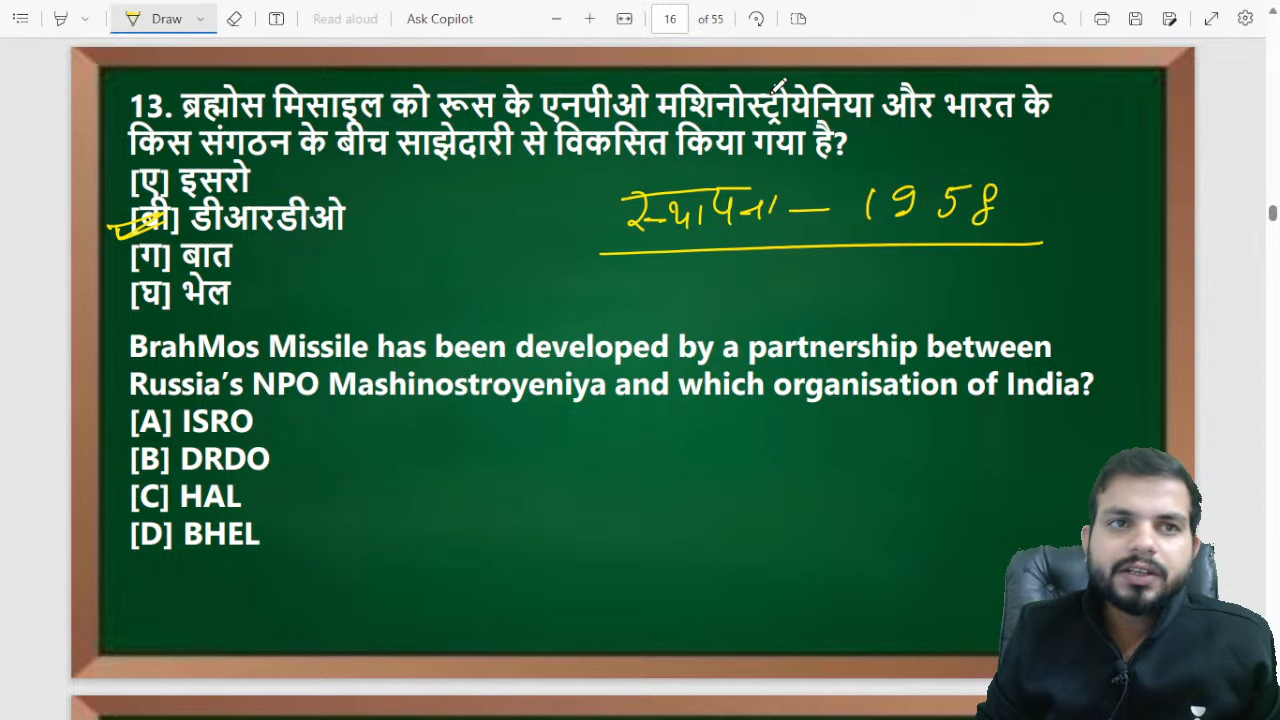 Draw
Read aloud
Ask Copilot
16 of 55
13. ब्रह्मोस मिसाइल को रूस के एनपीओ मशिनोस्ट्रोयेनिया और भारत के
किस संगठन के बीच साझेदारी से विकसित किया गया है?
[ए] इसरो
[बी] डीआरडीओ
[ग] बात
[घ] भेल
स्थापना – 1958
BrahMos Missile has been developed by a partnership between
Russia’s NPO Mashinostroyeniya and which organisation of India?
[A] ISRO
[B] DRDO
[C] HAL
[D] BHEL